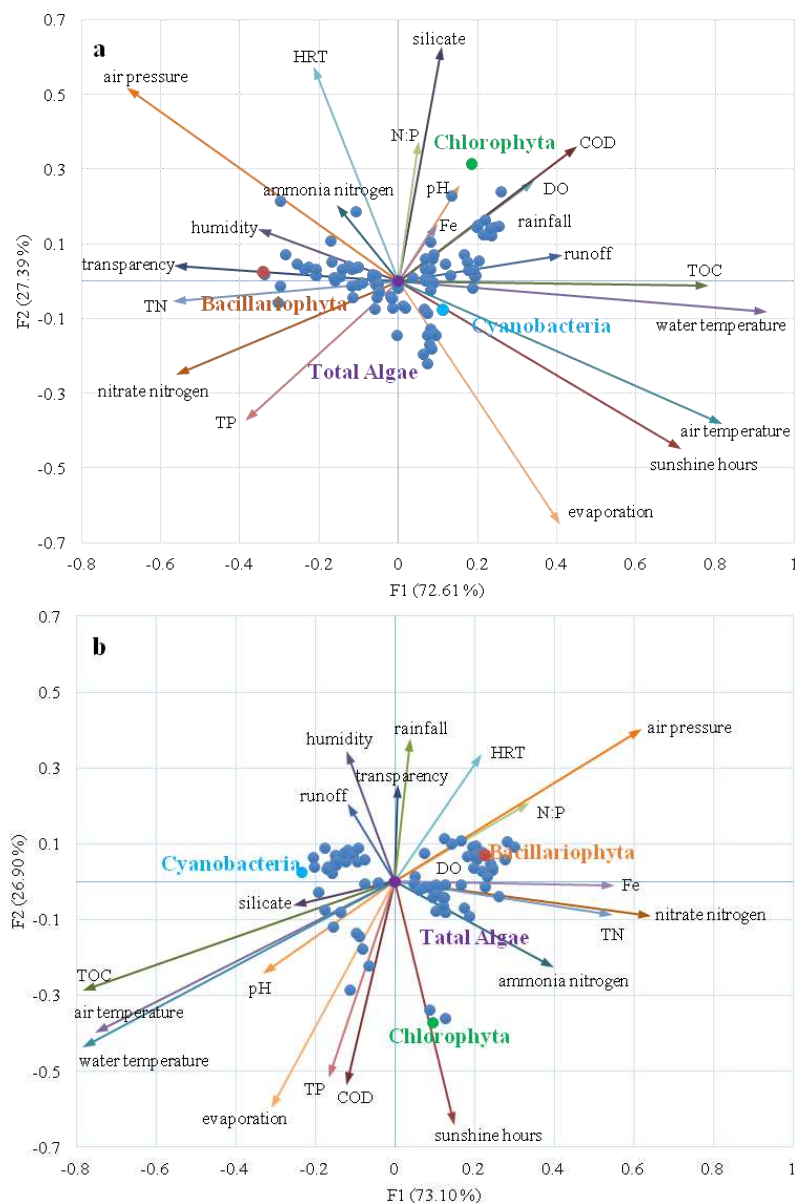 a
0.7
0.5
0.3
0.1
-0.1
-0.3
-0.5
-0.7
F2 (27.39 %)
silicate
HRT
air pressure
N:P
Chlorophyta
COD
ammonia nitrogen
pH
DO
humidity
Fe
rainfall
runoff
transparency
TOC
TN
Bacillariophyta
Cyanobacteria
water temperature
nitrate nitrogen
Total Algae
TP
air temperature
sunshine hours
evaporation
-0.8 -0.6 -0.4 -0.2 0 0.2 0.4 0.6 0.8 1
F1 (72.61 %)
b
0.7
0.5
0.3
0.1
-0.1
-0.3
-0.5
-0.7
F2 (26.90 %)
rainfall
air pressure
humidity
HRT
transparency
runoff
N:P
Cyanobacteria
Bacillariophyta
DO
Fe
silicate
nitrate nitrogen
TN
Tatal Algae
TOC
pH
ammonia nitrogen
air temperature
Chlorophyta
water temperature
TP
COD
evaporation
sunshine hours
-0.8 -0.6 -0.4 -0.2 0 0.2 0.4 0.6 0.8 1
F1 (73.10 %)